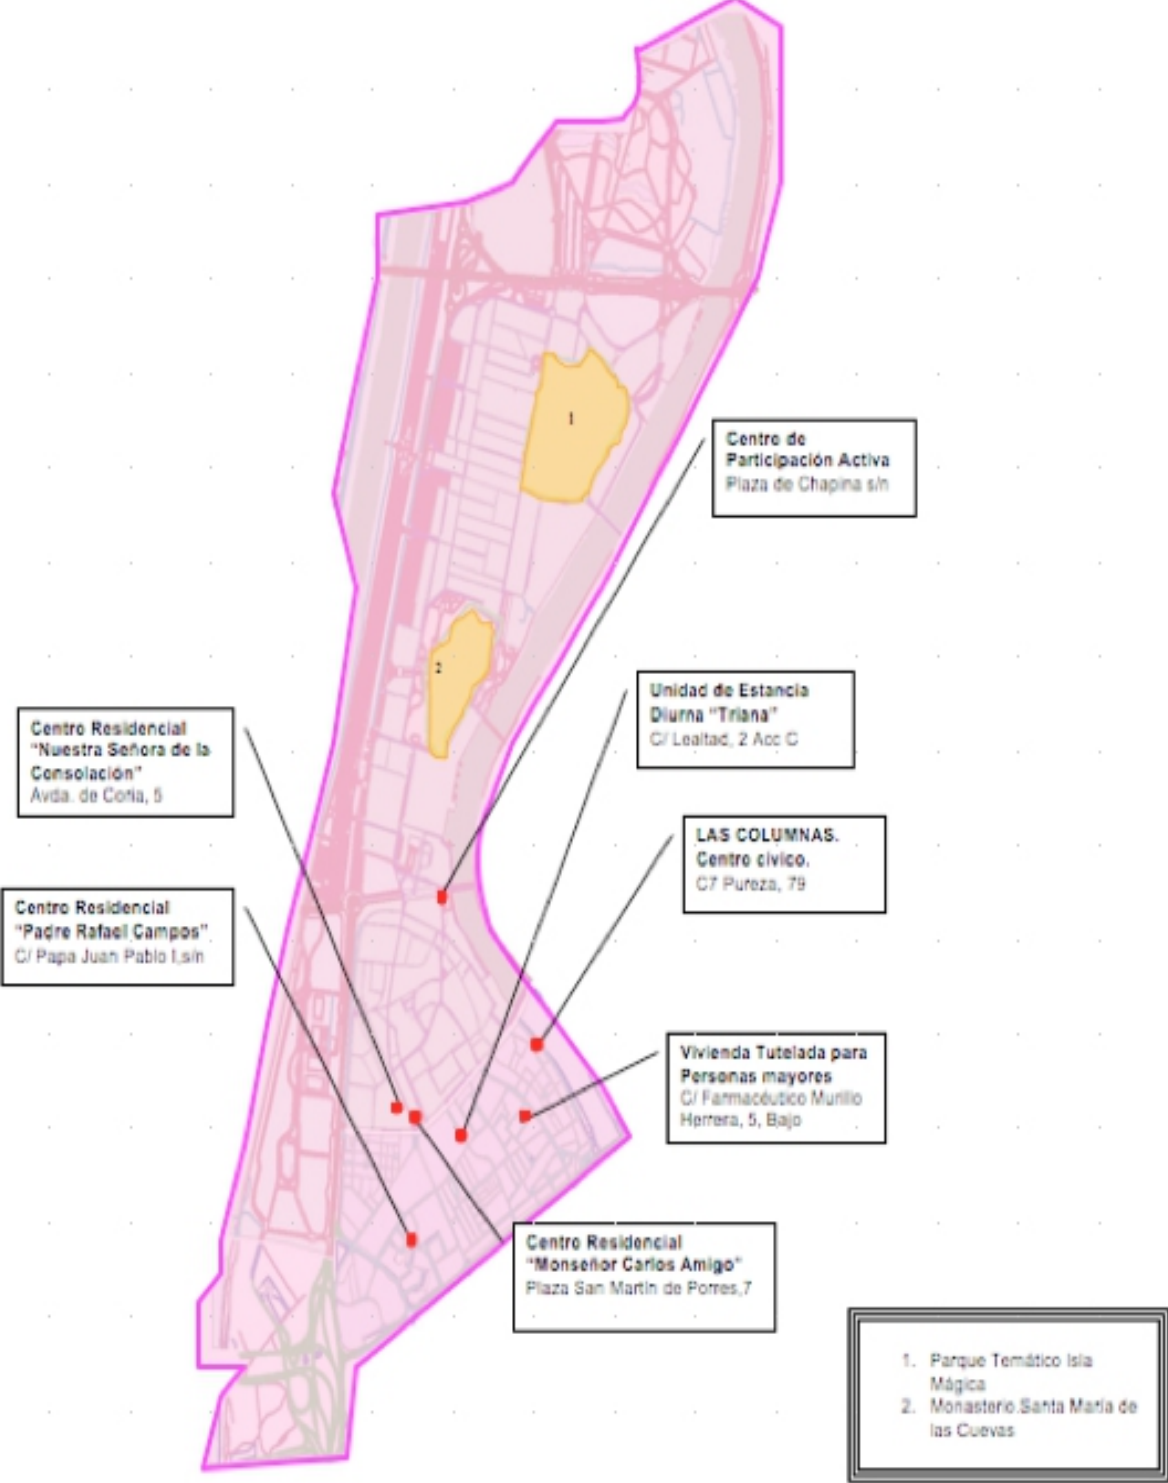 1
Centro de
Participación Activa
Plaza de Chapina s/n
2
Unidad de Estancia
Diurna "Triana"
C/ Lealtad, 2 Acc C
Centro Residencial
"Nuestra Señora de la
Consolación"
Avda. de Coria, 5
LAS COLUMNAS.
Centro cívico.
C7 Pureza, 79
Centro Residencial
"Padre Rafael Campos"
C/ Papa Juan Pablo I,s/n
Vivienda Tutelada para
Personas mayores
C/ Farmacéutico Murillo
Herrera, 5, Bajo
Centro Residencial
"Monseñor Carlos Amigo"
Plaza San Martín de Porres,7
1. Parque Temático Isla
Mágica
2. Monasterio Santa María de
las Cuevas